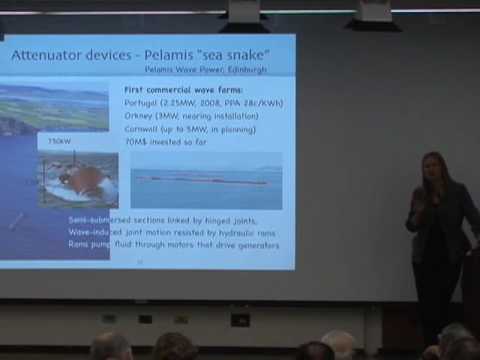 Attenuator devices - Pelamis "sea snake"
Pelamis Wave Power, Edinburgh
First commercial wave farms:
Portugal (2.25MW, 2008, PPA 28c/KWh)
Orkney (3MW, nearing installation)
Cornwall (up to 5MW, in planning)
70M$ invested so far
750kW
Semi-submersed sections linked by hinged joints,
Wave-induced joint motion resisted by hydraulic rams
Rams pump fluid through motors that drive generators